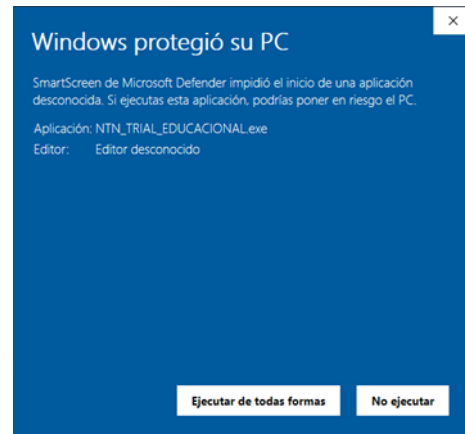 Windows protegió su PC
SmartScreen de Microsoft Defender impidió el inicio de una aplicación
desconocida. Si ejecutas esta aplicación, podrías poner en riesgo el PC.
Aplicación: NTN_TRIAL_EDUCACIONAL.exe
Editor: Editor desconocido
Ejecutar de todas formas
No ejecutar